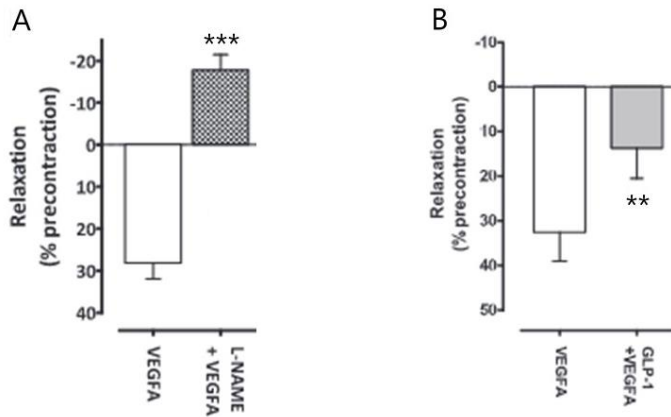 A
***
-20
-10
0
10
20
30
40
Relaxation
(% precontraction)
VEGFA
L-NAME
+ VEGFA
B
-10
0
10
20
30
40
50
Relaxation
(% precontraction)
**
VEGFA
GLP-1
+VEGFA